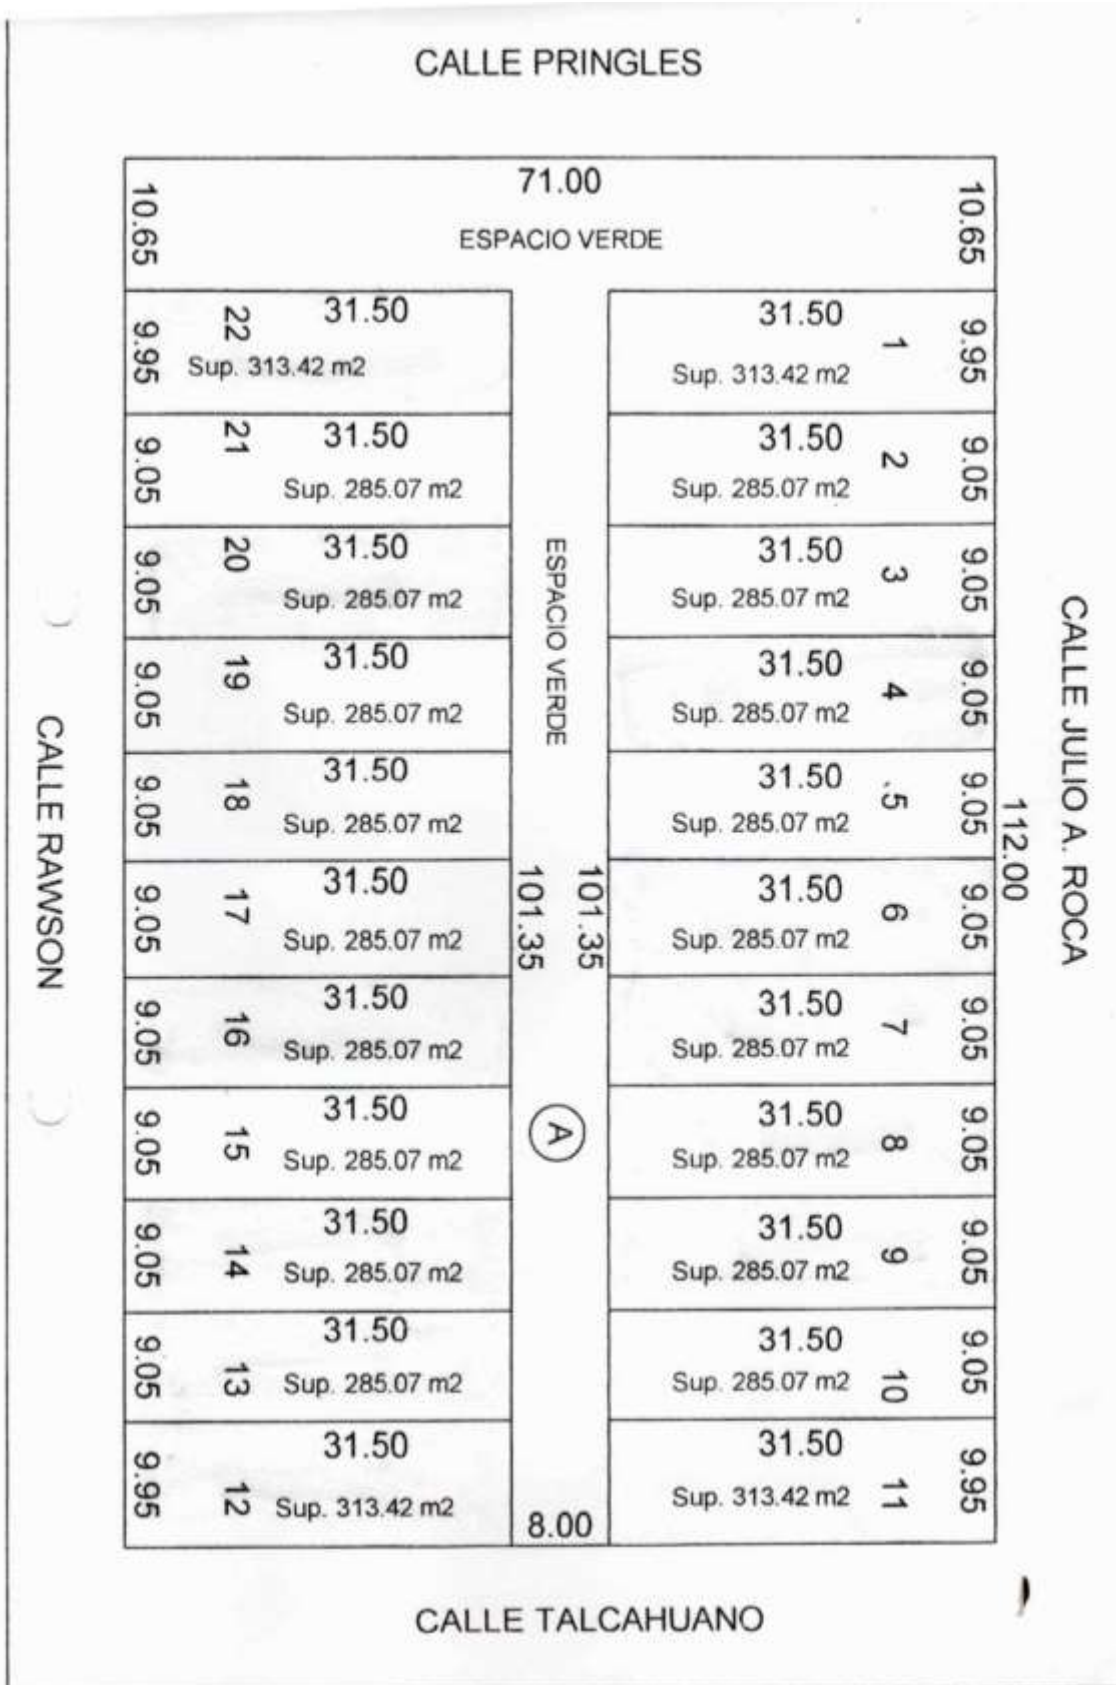 CALLE PRINGLES
71.00
10.65
10.65
ESPACIO VERDE
9.95
22
31.50
Sup. 313.42 m2
31.50
Sup. 313.42 m2
1
9.95
9.05
21
31.50
Sup. 285.07 m2
31.50
Sup. 285.07 m2
2
9.05
9.05
20
31.50
Sup. 285.07 m2
31.50
Sup. 285.07 m2
3
9.05
9.05
19
31.50
Sup. 285.07 m2
31.50
Sup. 285.07 m2
4
9.05
9.05
18
31.50
Sup. 285.07 m2
31.50
Sup. 285.07 m2
5
9.05
9.05
17
31.50
Sup. 285.07 m2
31.50
Sup. 285.07 m2
6
9.05
9.05
16
31.50
Sup. 285.07 m2
31.50
Sup. 285.07 m2
7
9.05
9.05
15
31.50
Sup. 285.07 m2
31.50
Sup. 285.07 m2
8
9.05
9.05
14
31.50
Sup. 285.07 m2
31.50
Sup. 285.07 m2
9
9.05
9.05
13
31.50
Sup. 285.07 m2
31.50
Sup. 285.07 m2
10
9.05
9.95
12
31.50
Sup. 313.42 m2
31.50
Sup. 313.42 m2
11
9.95
ESPACIO VERDE
101.35
101.35
A
8.00
112.00
CALLE JULIO A. ROCA
CALLE RAWSON
CALLE TALCAHUANO